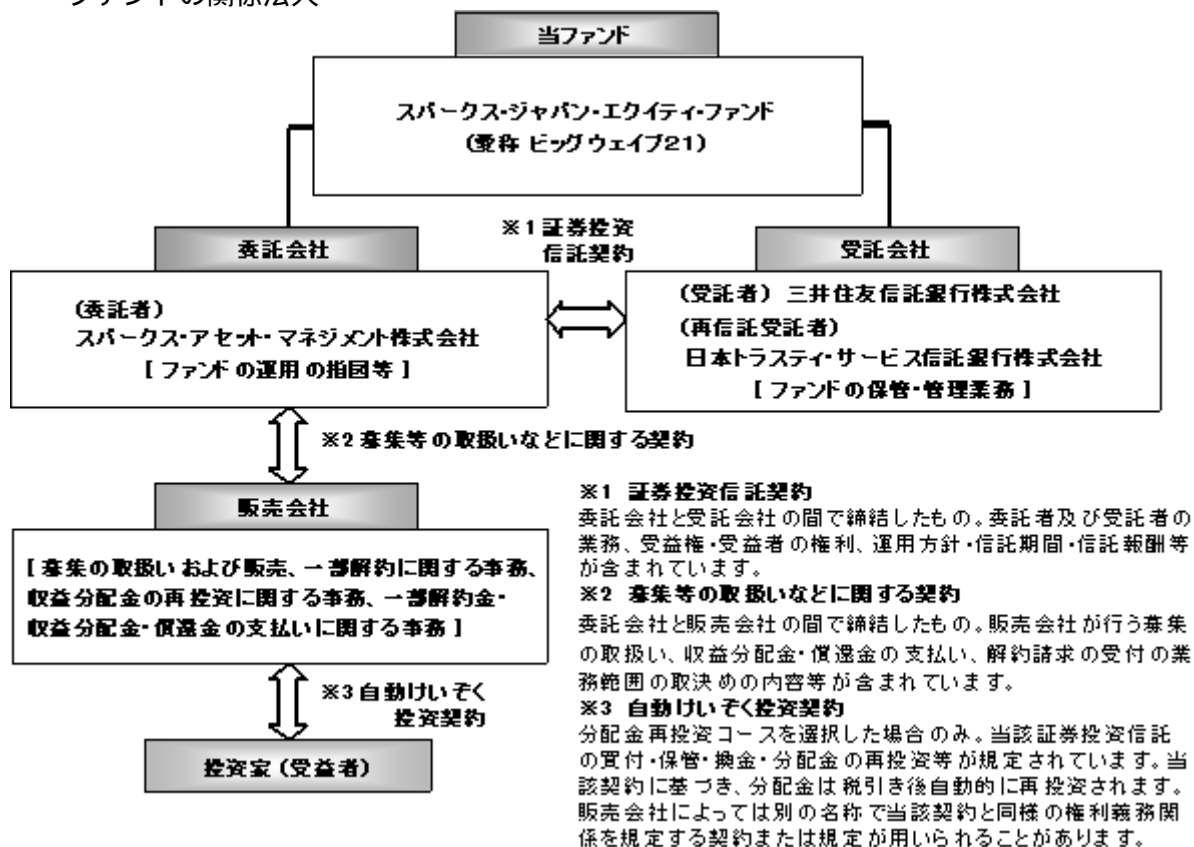 ファンドの関係法人
当ファンド
スパークス・ジャパン・エクイティ・ファンド
（愛称 ビッグウェイブ21）
※1 証券投資
信託契約
委託会社
（委託者）
スパークス・アセット・マネジメント株式会社
［ ファンドの運用の指図等 ］
受託会社
（受託者） 三井住友信託銀行株式会社
（再信託受託者）
日本トラスティ・サービス信託銀行株式会社
［ ファンドの保管・管理業務 ］
※2 募集等の取扱いなどに関する契約
販売会社
［ 募集の取扱いおよび販売、一部解約に関する事務、
収益分配金の再投資に関する事務、一部解約金・
収益分配金・償還金の支払いに関する事務 ］
※3 自動けいぞく
投資契約
投資家（受益者）
※1 証券投資信託契約
委託会社と受託会社の間で締結したもの。委託者及び受託者の
業務、受益権・受益者の権利、運用方針・信託期間・信託報酬等
が含まれています。
※2 募集等の取扱いなどに関する契約
委託会社と販売会社の間で締結したもの。販売会社が行う募集
の取扱い、収益分配金・償還金の支払い、解約請求の受付の業
務範囲の取決めの内容等が含まれています。
※3 自動けいぞく投資契約
分配金再投資コースを選択した場合のみ。当該証券投資信託
の買付・保管・換金・分配金の再投資等が規定されています。当
該契約に基づき、分配金は税引き後自動的に再投資されます。
販売会社によっては別の名称で当該契約と同様の権利義務関
係を規定する契約または規定が用いられることがあります。